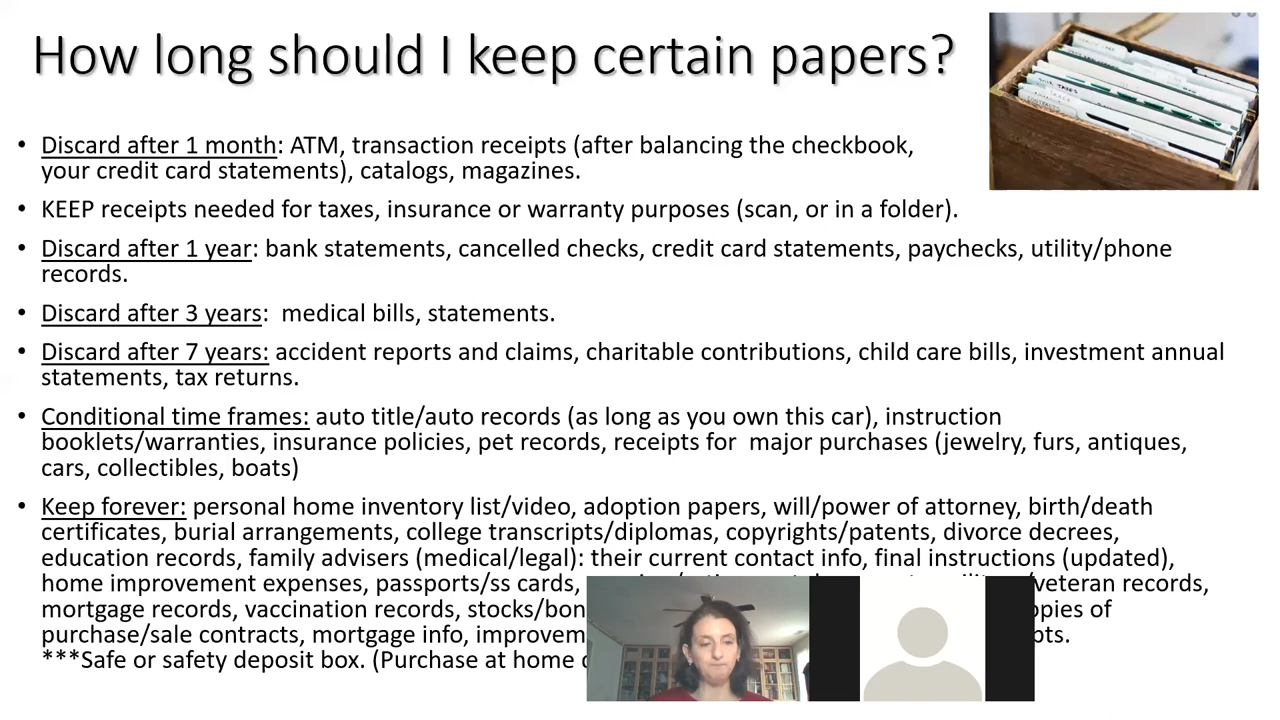 How long should I keep certain papers?
• Discard after 1 month: ATM, transaction receipts (after balancing the checkbook,
your credit card statements), catalogs, magazines.
• KEEP receipts needed for taxes, insurance or warranty purposes (scan, or in a folder).
• Discard after 1 year: bank statements, cancelled checks, credit card statements, paychecks, utility/phone
records.
• Discard after 3 years:  medical bills, statements.
• Discard after 7 years: accident reports and claims, charitable contributions, child care bills, investment annual
statements, tax returns.
• Conditional time frames: auto title/auto records (as long as you own this car), instruction
booklets/warranties, insurance policies, pet records, receipts for  major purchases (jewelry, furs, antiques,
cars, collectibles, boats)
• Keep forever: personal home inventory list/video, adoption papers, will/power of attorney, birth/death
certificates, burial arrangements, college transcripts/diplomas, copyrights/patents, divorce decrees,
education records, family advisers (medical/legal): their current contact info, final instructions (updated),
home improvement expenses, passports/ss cards, /veteran records,
mortgage records, vaccination records, of
purchase/sale contracts, mortgage info,
***Safe or safety deposit box. (Purchase at home